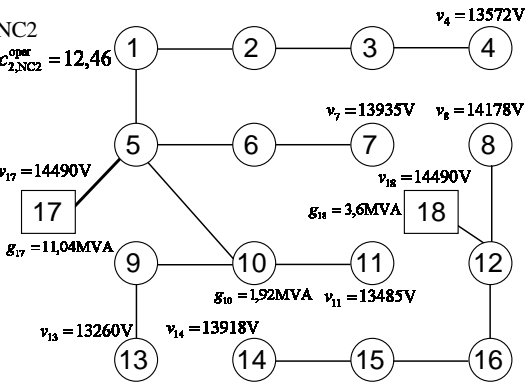 NC2
c 2,NC2 oper = 12,46
v4 = 13572V
1 2 3 4
v7 = 13935V v8 = 14178V
5 6 7 8
v17 = 14490V v18 = 14490V
17 g18 = 3,6MVA 18
g17 = 11,04MVA
9 10 11 12
g10 = 1,92MVA v11 = 13485V
v13 = 13260V v14 = 13918V
13 14 15 16